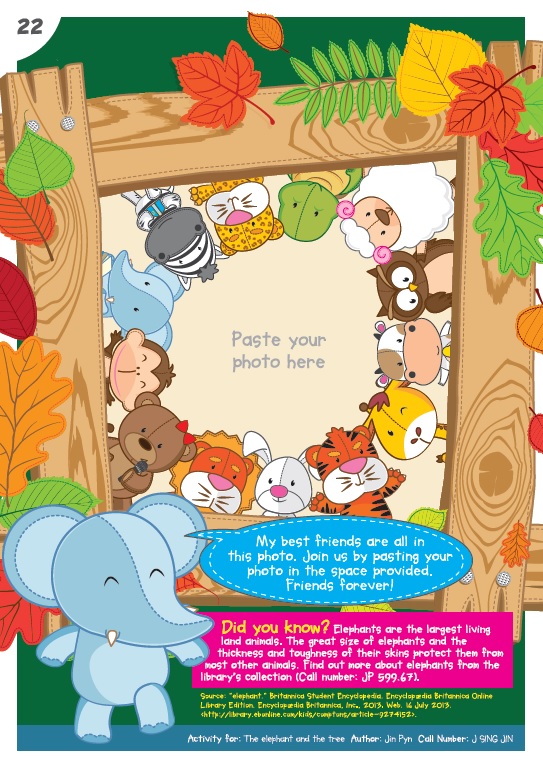 22
Paste your
photo here
My best friends are all in
this photo. Join us by pasting your
photo in the space provided.
Friends forever!
Did you know? Elephants are the largest living
land animals. The great size of elephants and the
thickness and toughness of their skins protect them from
most other animals. Find out more about elephants from the
library's collection (Call number: JP 599.67).
Source: "elephant." Britannica Student Encyclopedia. Encyclopædia Britannica Online
Library Edition. Encyclopædia Britannica, Inc., 2013. Web. 16 July 2013.
<http://library.ebonline.com/kids/comptons/article-9274152>.
Activity for: The elephant and the tree Author: Jin Pyn Call Number: J SING JIN